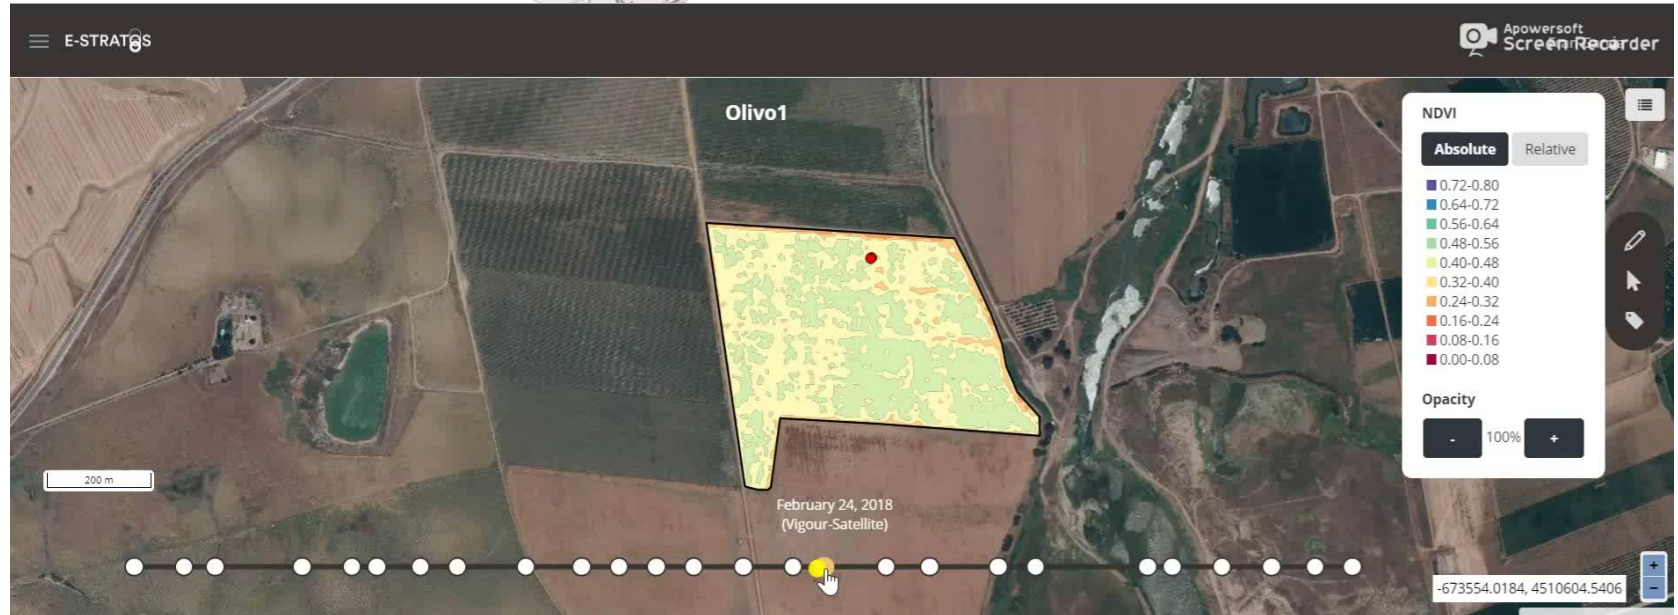 E-STRATOS
Apowersoft
Screen Recorder
Olivo1
NDVI
Absolute
Relative
0.72-0.80
0.64-0.72
0.56-0.64
0.48-0.56
0.40-0.48
0.32-0.40
0.24-0.32
0.16-0.24
0.08-0.16
0.00-0.08
Opacity
- 100% +
200 m
February 24, 2018
(Vigour-Satellite)
+
-673554.0184, 4510604.5406
−